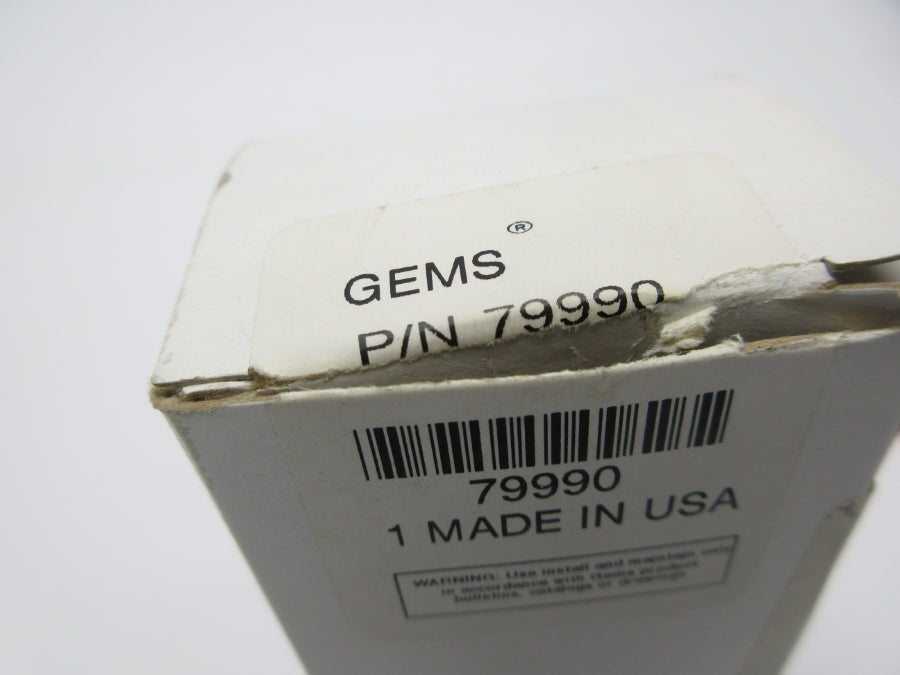 GEMS®
P/N 79990
79990
1 MADE IN USA
WARNING: Use install and maintain only
in accordance with Gems product
bulletins, catalogs or drawings